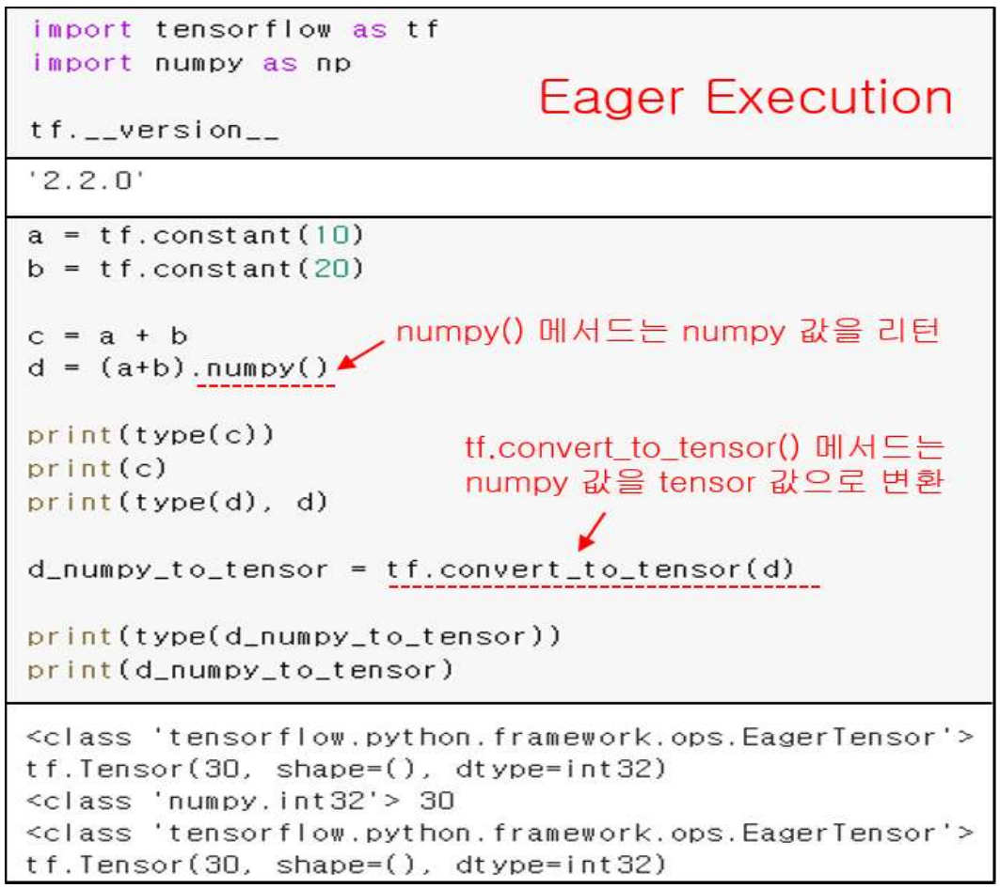 import tensorflow as tf
import numpy as np
Eager Execution
tf.__version__
'2.2.0'
a = tf.constant(10)
b = tf.constant(20)
c = a + b
numpy() 메서드는 numpy 값을 리턴
d = (a+b).numpy()
print(type(c))
print(c)
print(type(d), d)
tf.convert_to_tensor() 메서드는
numpy 값을 tensor 값으로 변환
d_numpy_to_tensor = tf.convert_to_tensor(d)
print(type(d_numpy_to_tensor))
print(d_numpy_to_tensor)
<class 'tensorflow.python.framework.ops.EagerTensor'>
tf.Tensor(30, shape=(), dtype=int32)
<class 'numpy.int32'> 30
<class 'tensorflow.python.framework.ops.EagerTensor'>
tf.Tensor(30, shape=(), dtype=int32)